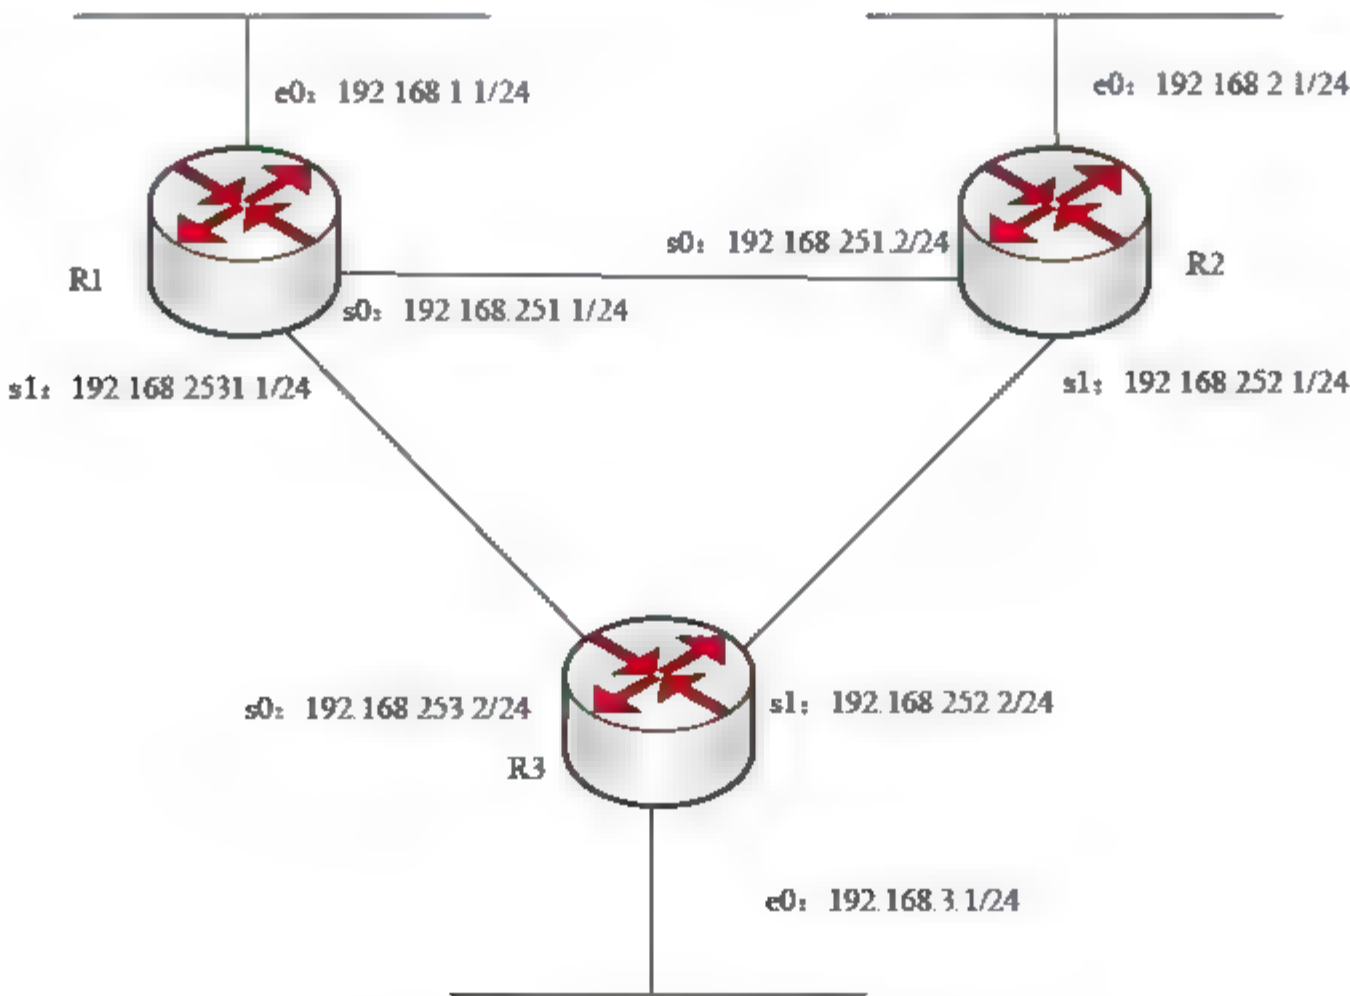 e0：192 168 1 1/24
e0：192 168 2 1/24
s0：192 168 251.2/24
R1
R2
s0：192 168.251 1/24
s1：192 168 2531 1/24
s1：192 168 252 1/24
s0：192.168 253 2/24
s1：192.168 252 2/24
R3
e0：192.168.3.1/24